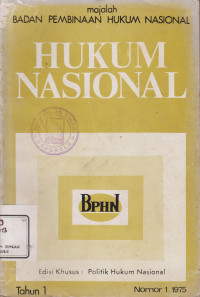 majalah
BADAN PEMBINAAN HUKUM NASIONAL
HUKUM
NASIONAL
BPHN
Edisi Khusus : Politik Hukum Nasional
Tahun 1
Nomor 1 1975